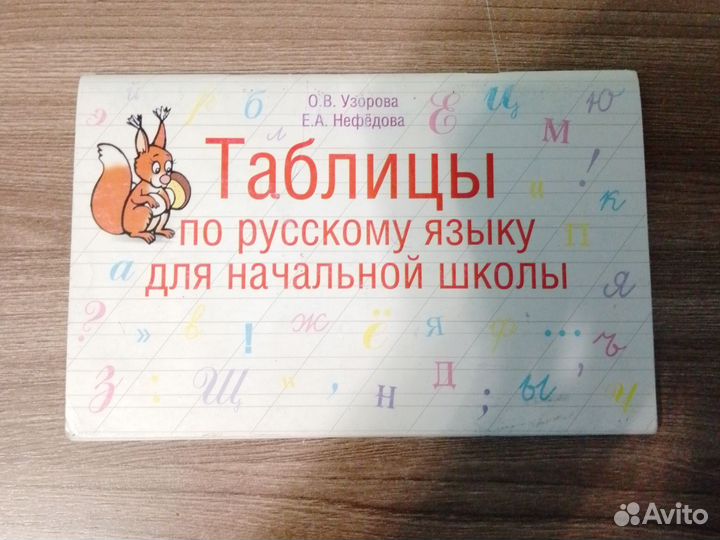 О.В. Узорова
Е.А. Нефёдова
Таблицы
по русскому языку
для начальной школы
э й р б л Е Ц м ю
! « к П
а я
? » в ! ж ё я ф ... ъ
З : Щ « , н Д ; ы , ч
Avito